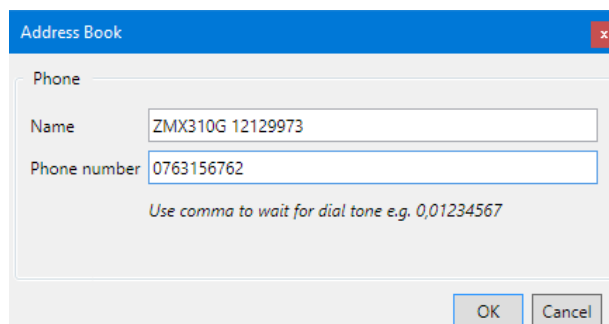 Address Book
x
Phone
Name ZMX310G 12129973
Phone number 0763156762
Use comma to wait for dial tone e.g. 0,01234567
OK Cancel